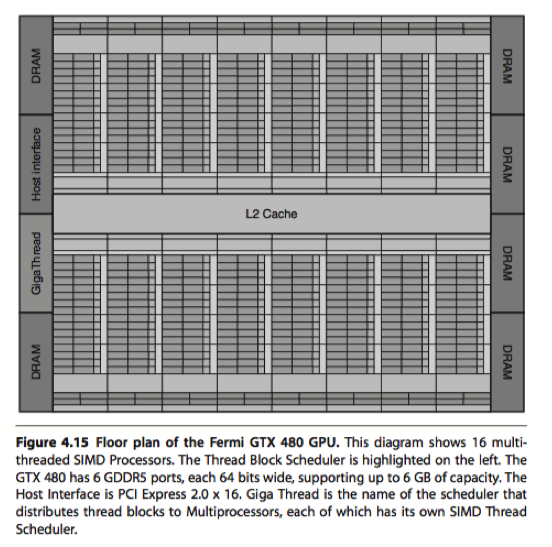 DRAM
Host interface
Giga Thread
DRAM
L2 Cache
DRAM
DRAM
DRAM
DRAM
Figure 4.15 Floor plan of the Fermi GTX 480 GPU. This diagram shows 16 multi-
threaded SIMD Processors. The Thread Block Scheduler is highlighted on the left. The
GTX 480 has 6 GDDR5 ports, each 64 bits wide, supporting up to 6 GB of capacity. The
Host Interface is PCI Express 2.0 x 16. Giga Thread is the name of the scheduler that
distributes thread blocks to Multiprocessors, each of which has its own SIMD Thread
Scheduler.